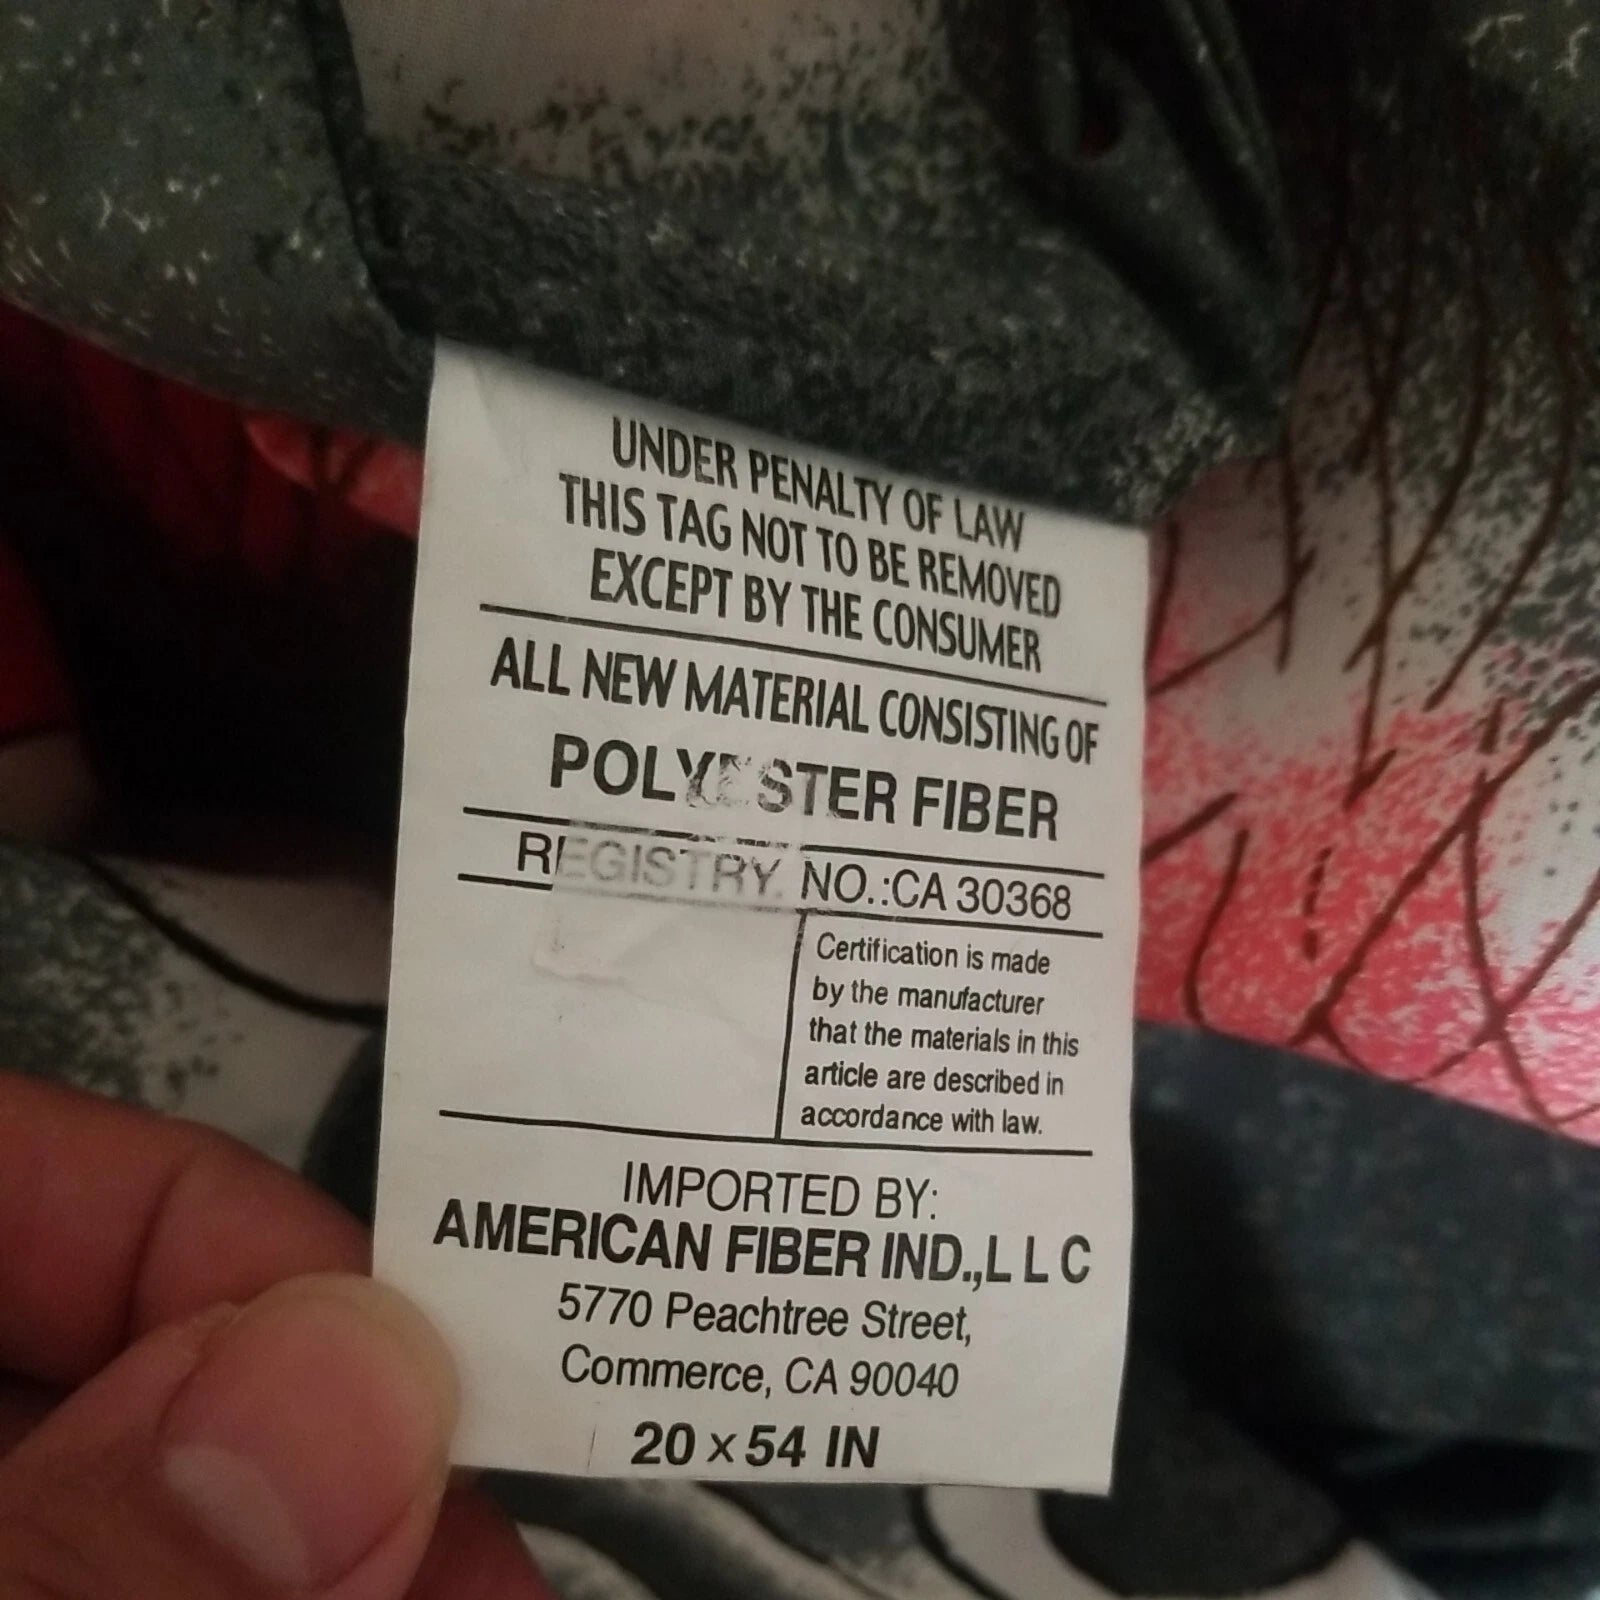 UNDER PENALTY OF LAW
THIS TAG NOT TO BE REMOVED
EXCEPT BY THE CONSUMER
ALL NEW MATERIAL CONSISTING OF
POLYESTER FIBER
REGISTRY. NO.:CA 30368
Certification is made
by the manufacturer
that the materials in this
article are described in
accordance with law.
IMPORTED BY:
AMERICAN FIBER IND.,L L C
5770 Peachtree Street,
Commerce, CA 90040
20 x 54 IN